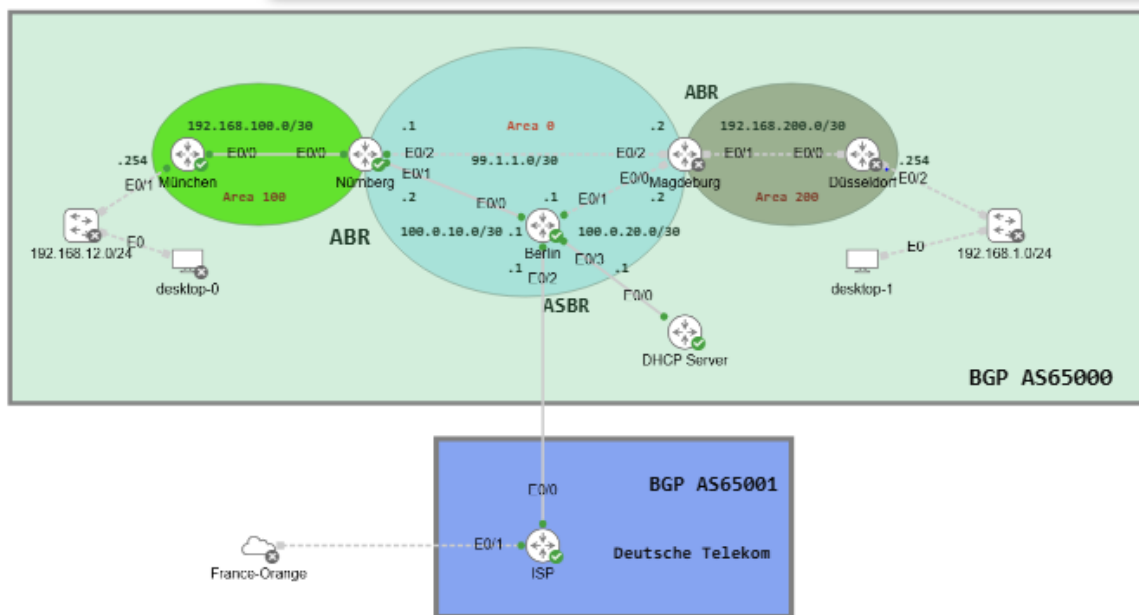 ABR
192.168.100.0/30
.1
Area 0
.2
192.168.200.0/30
.254
E0/0
E0/0
E0/2
99.1.1.0/30
E0/2
E0/1
E0/0
.254
E0/1
München
Nürnberg
E0/1
E0/0
Magdeburg
Düsseldorf
E0/2
Area 100
.2
E0/0
.1
E0/1
.2
Area 200
192.168.12.0/24
E0
ABR
100.0.10.0/30
.1
100.0.20.0/30
E0
192.168.1.0/24
Berlin
E0/3
desktop-0
.1
E0/2
.1
desktop-1
ASBR
E0/0
DHCP Server
BGP AS65000
BGP AS65001
E0/0
Deutsche Telekom
E0/1
France-Orange
ISP